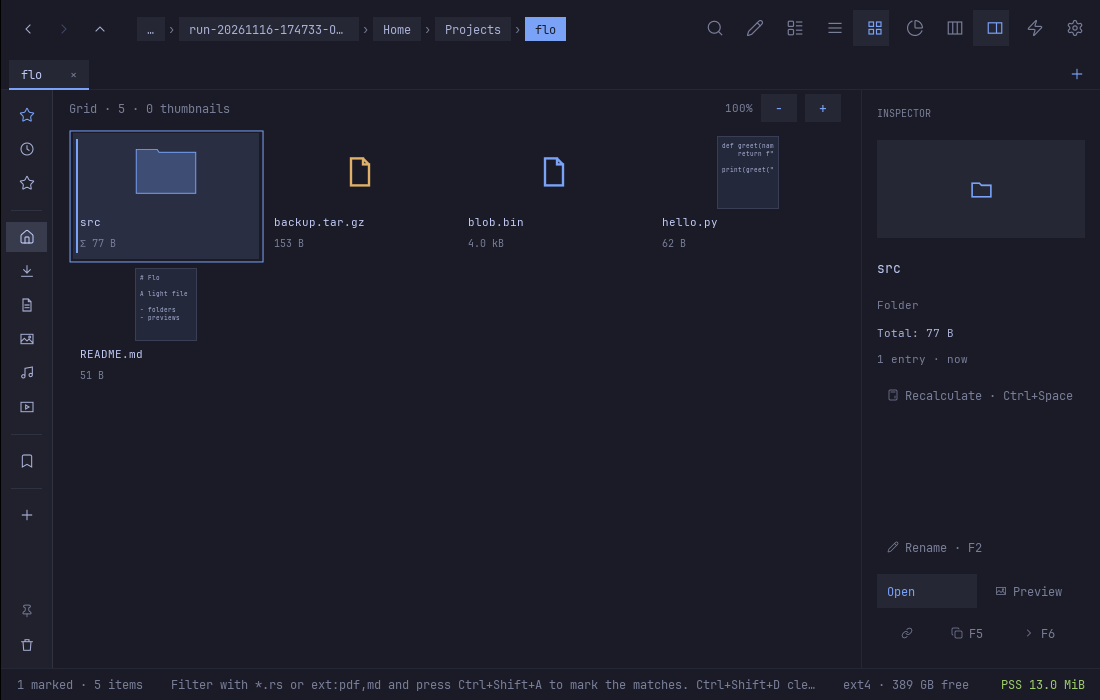 … › run-20261116-174733-O… › Home › Projects › flo
flo ×
Grid · 5 · 0 thumbnails
100% - +
src
Σ 77 B
backup.tar.gz
153 B
blob.bin
4.0 kB
def greet(nam
return f"
print(greet("
hello.py
62 B
# Flo
A light file
- folders
- previews
README.md
51 B
INSPECTOR
src
Folder
Total: 77 B
1 entry · now
Recalculate · Ctrl+Space
Rename · F2
Open
Preview
F5
F6
1 marked · 5 items
Filter with *.rs or ext:pdf,md and press Ctrl+Shift+A to mark the matches. Ctrl+Shift+D cle…
ext4 · 389 GB free
PSS 13.0 MiB